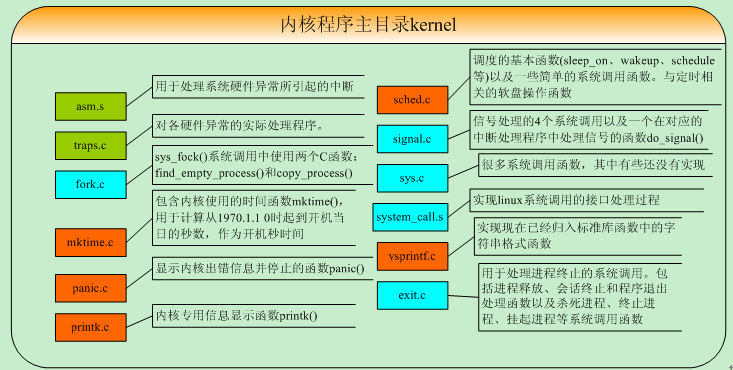 内核程序主目录kernel
asm.s
用于处理系统硬件异常所引起的中断
traps.c
对各硬件异常的实际处理程序。
fork.c
sys_fock()系统调用中使用两个C函数；
find_empty_process()和copy_process()
mktime.c
包含内核使用的时间函数mktime()，
用于计算从1970.1.1 0时起到开机当
日的秒数，作为开机秒时间
panic.c
显示内核出错信息并停止的函数panic()
printk.c
内核专用信息显示函数printk()
sched.c
调度的基本函数(sleep_on、wakeup、schedule
等)以及一些简单的系统调用函数。与定时相
关的软盘操作函数
signal.c
信号处理的4个系统调用以及一个在对应的
中断处理程序中处理信号的函数do_signal()
sys.c
很多系统调用函数，其中有些还没有实现
system_call.s
实现linux系统调用的接口处理过程
vsprintf.c
实现现在已经归入标准库函数中的字
符串格式函数
exit.c
用于处理进程终止的系统调用。包
括进程释放、会话终止和程序退出
处理函数以及杀死进程、终止进
程、挂起进程等系统调用函数